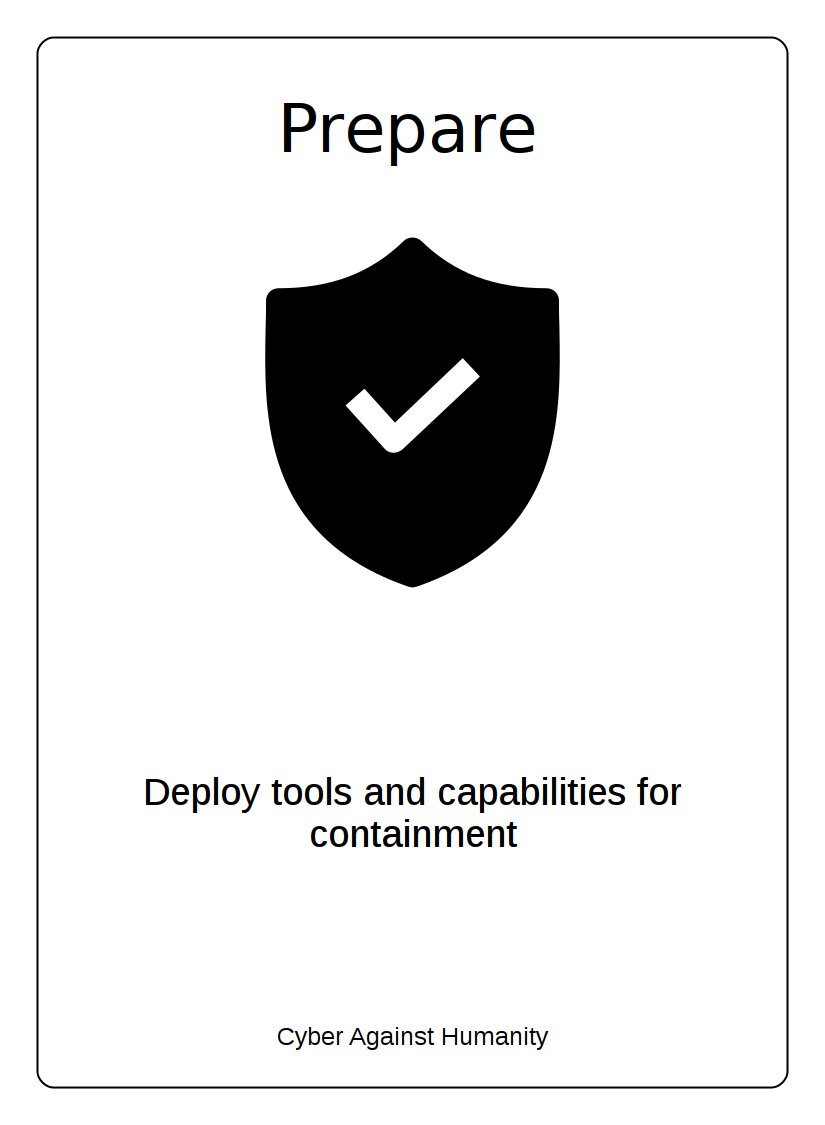 Prepare
Deploy tools and capabilities for
containment
Cyber Against Humanity